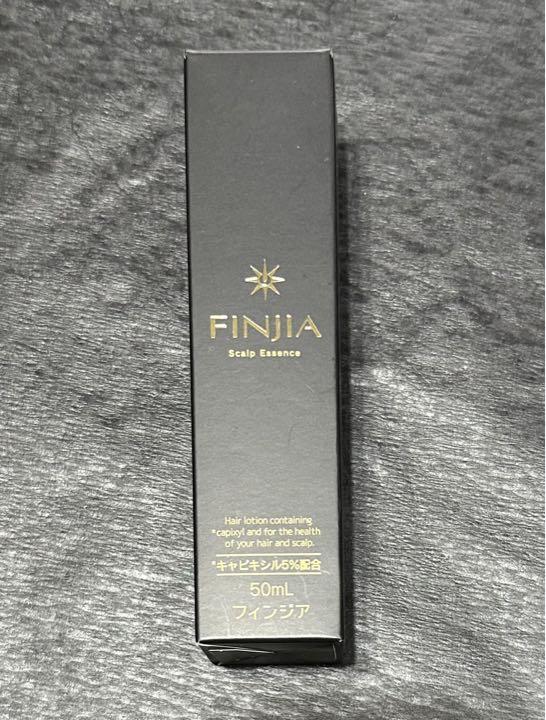 FINJIA
Scalp Essence
Hair lotion containing
*capixyl and for the health
of your hair and scalp.
*キャピキシル5%配合
50mL
フィンジア